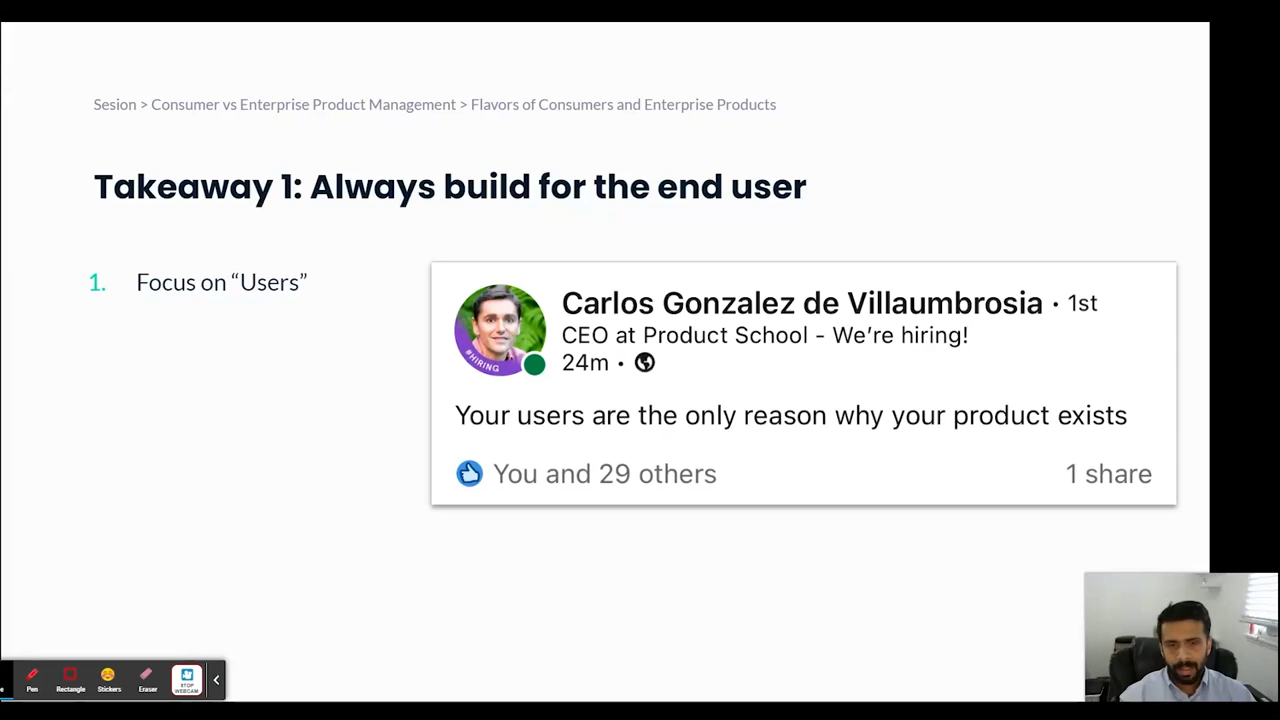 Sesion > Consumer vs Enterprise Product Management > Flavors of Consumers and Enterprise Products
Takeaway 1: Always build for the end user
1. Focus on “Users”
Carlos Gonzalez de Villaumbrosia · 1st
CEO at Product School - We’re hiring!
24m ·
#HIRING
Your users are the only reason why your product exists
You and 29 others
1 share
e
Pen
Rectangle
Stickers
Eraser
STOP
WEBCAM